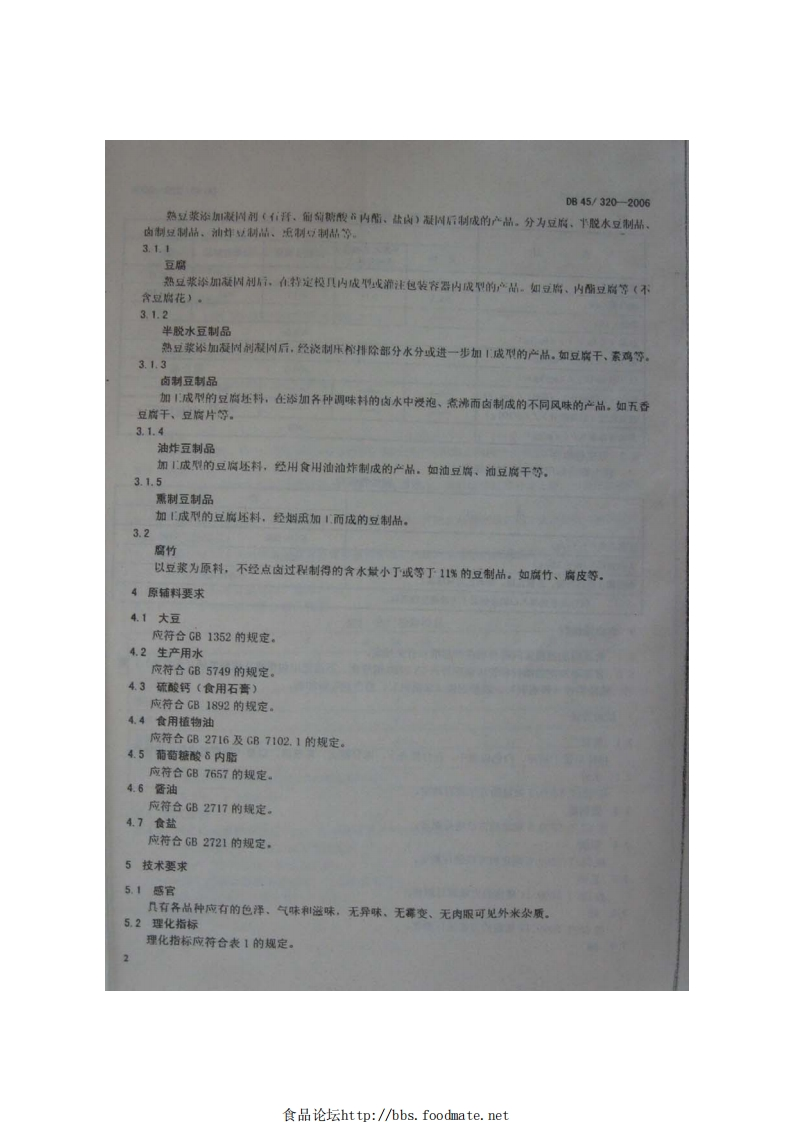 DB 45/ 320—2006
熟豆浆添加凝固剂（石膏、葡萄糖酸δ内酯、盐卤）凝固后制成的产品。分为豆腐、半脱水豆制品、
卤制豆制品、油炸豆制品、熏制豆制品等。
3.1.1
豆腐
熟豆浆添加凝固剂后，在特定模具内成型或灌注包装容器内成型的产品。如豆腐、内酯豆腐等（不
含豆腐花）。
3.1.2
半脱水豆制品
熟豆浆添加凝固剂凝固后，经浇制压榨排除部分水分或进一步加工成型的产品。如豆腐干、素鸡等。
3.1.3
卤制豆制品
加工成型的豆腐坯料，在添加各种调味料的卤水中浸泡、煮沸而卤制成的不同风味的产品。如五香
豆腐干、豆腐片等。
3.1.4
油炸豆制品
加工成型的豆腐坯料，经用食用油油炸制成的产品。如油豆腐、油豆腐干等。
3.1.5
熏制豆制品
加工成型的豆腐坯料，经烟熏加工而成的豆制品。
3.2
腐竹
以豆浆为原料，不经点卤过程制得的含水量小于或等于 11% 的豆制品。如腐竹、腐皮等。
4 原辅料要求
4.1 大豆
应符合 GB 1352 的规定。
4.2 生产用水
应符合 GB 5749 的规定。
4.3 硫酸钙（食用石膏）
应符合 GB 1892 的规定。
4.4 食用植物油
应符合 GB 2716 及 GB 7102.1 的规定。
4.5 葡萄糖酸δ内脂
应符合 GB 7657 的规定。
4.6 酱油
应符合 GB 2717 的规定。
4.7 食盐
应符合 GB 2721 的规定。
5 技术要求
5.1 感官
具有各品种应有的色泽、气味和滋味，无异味、无霉变、无肉眼可见外来杂质。
5.2 理化指标
理化指标应符合表 1 的规定。
2
食品论坛http://bbs.foodmate.net